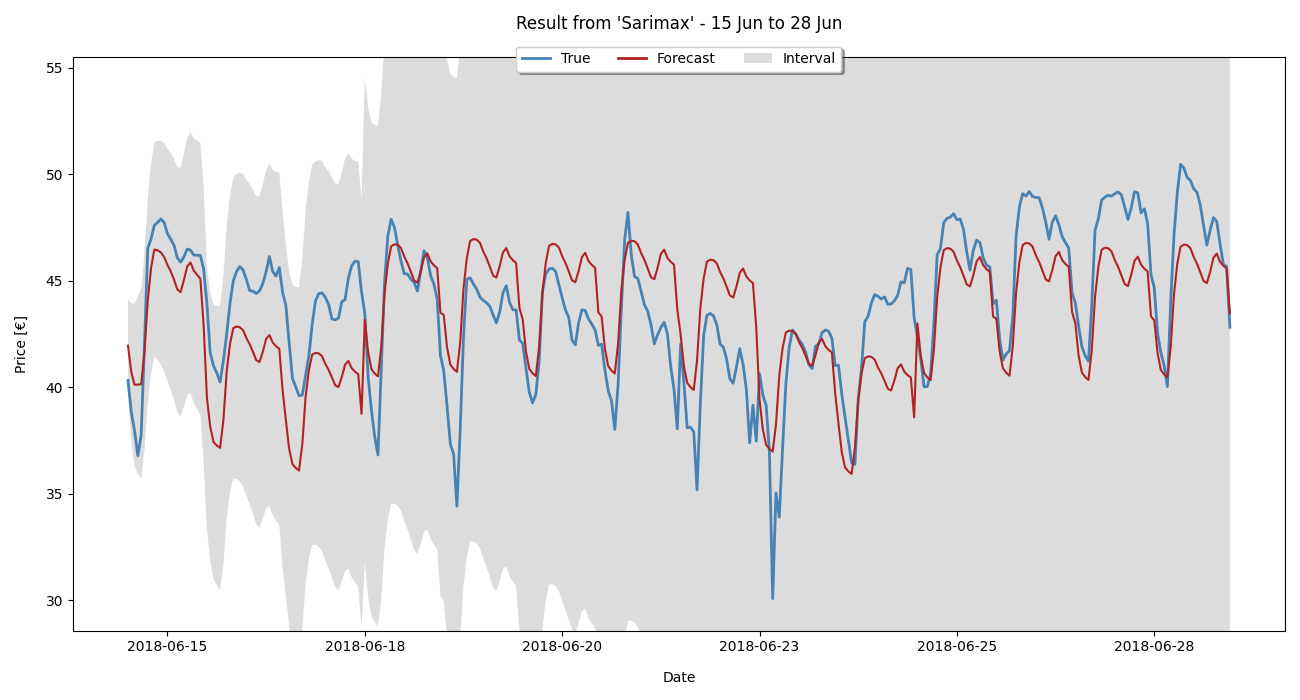 Result from 'Sarimax' - 15 Jun to 28 Jun
True Forecast Interval
55
50
45
40
35
30
Price [€]
2018-06-15 2018-06-18 2018-06-20 2018-06-23 2018-06-25 2018-06-28
Date